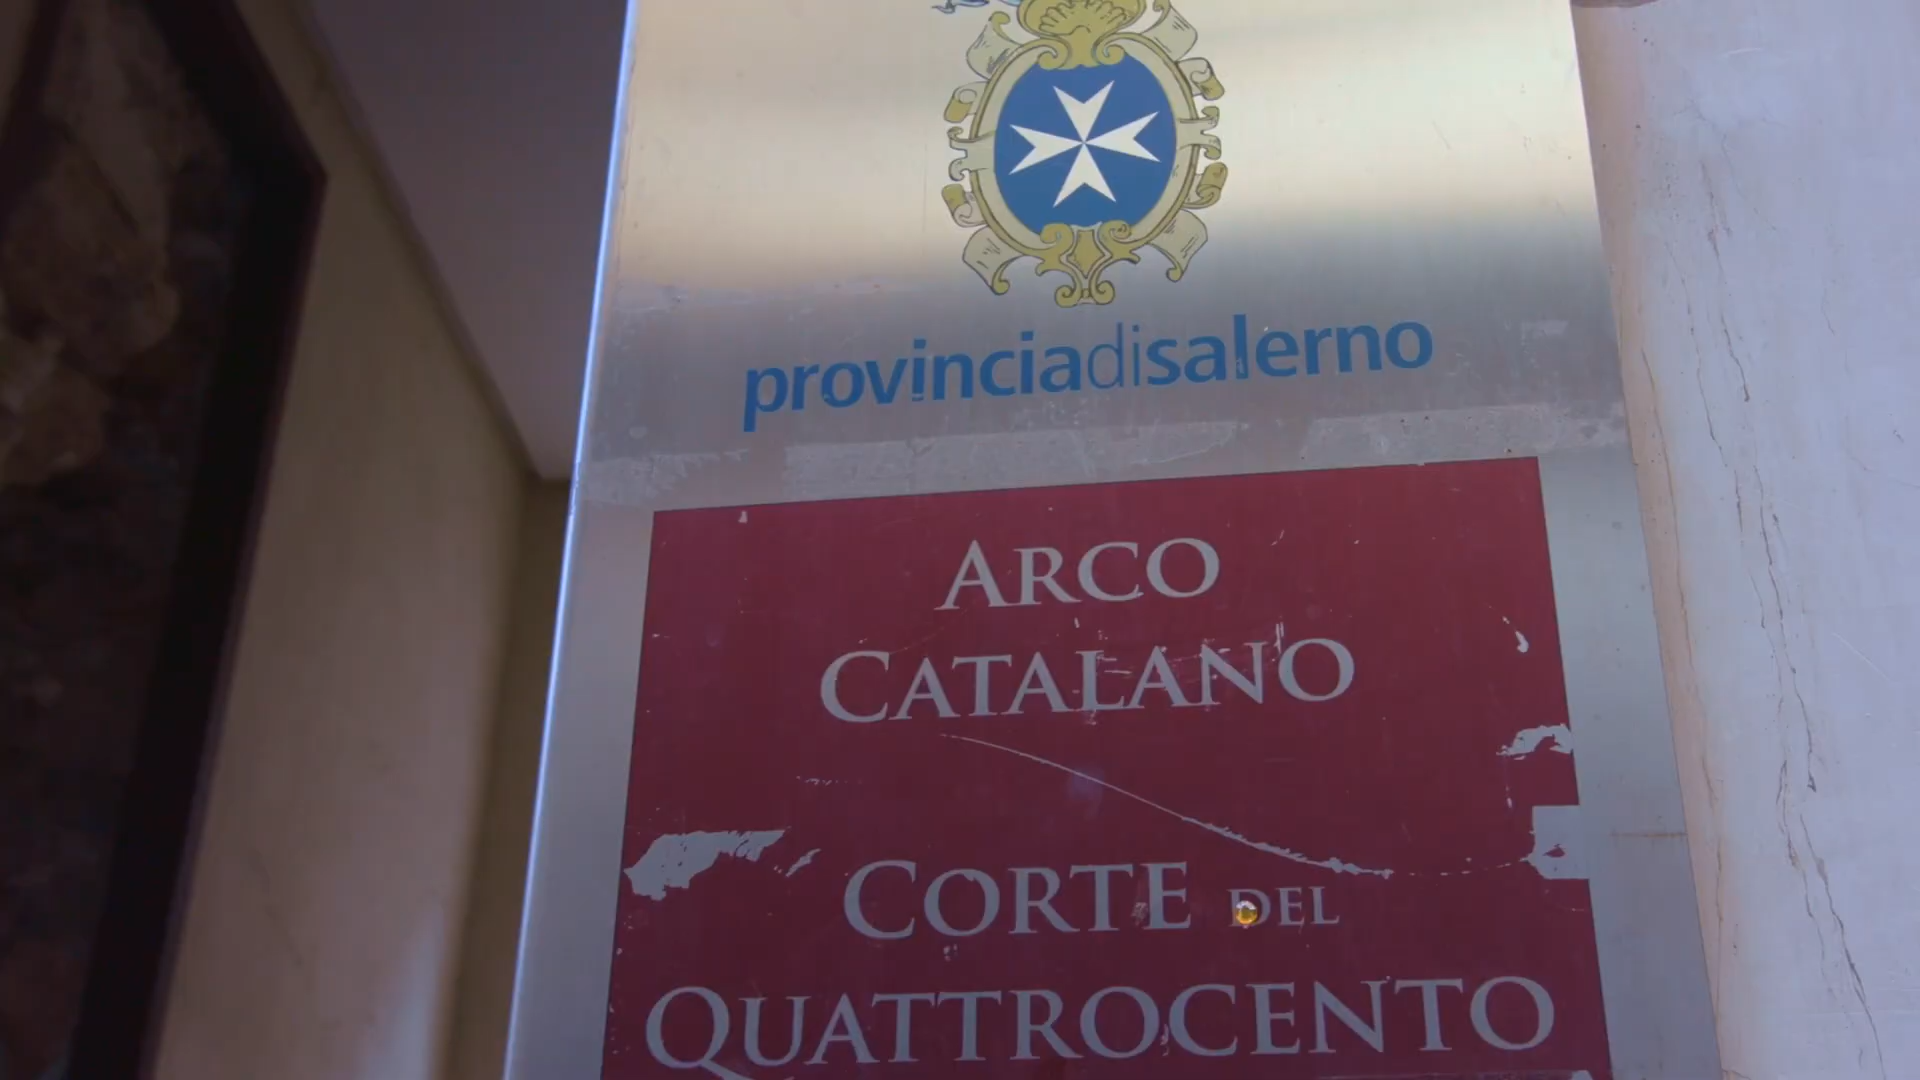 provinciadisalerno
ARCO
CATALANO
CORTE DEL
QUATTROCENTO